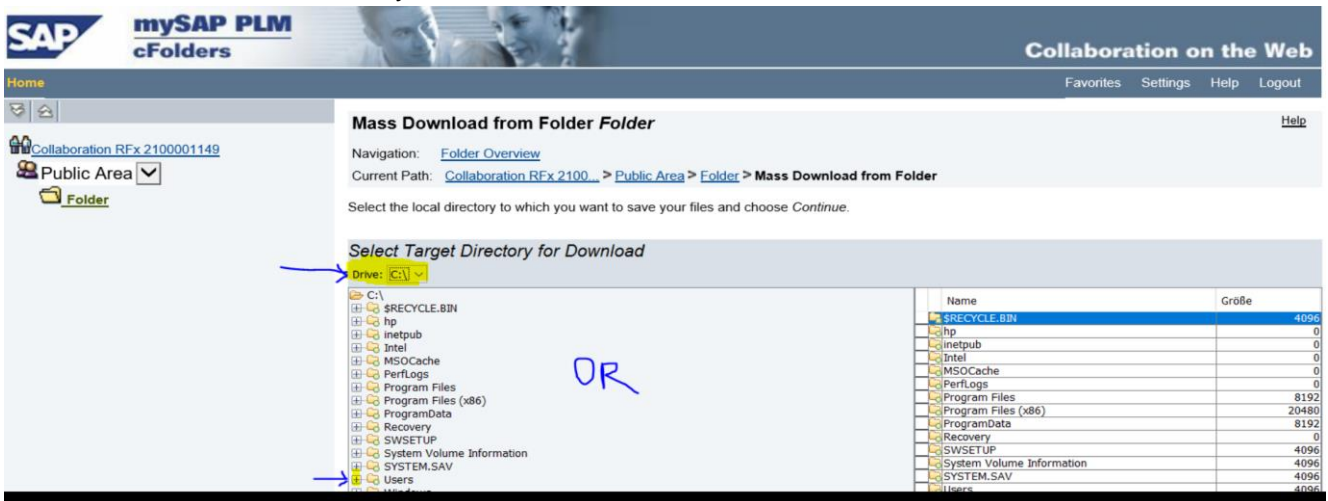 SAP
mySAP PLM
cFolders
Collaboration on the Web
Home
Favorites Settings Help Logout
Collaboration RFx 2100001149
Public Area
Folder
Mass Download from Folder Folder
Help
Navigation: Folder Overview
Current Path: Collaboration RFx 2100... > Public Area > Folder > Mass Download from Folder
Select the local directory to which you want to save your files and choose Continue.
Select Target Directory for Download
Drive: C:\
C:\
$RECYCLE.BIN
hp
inetpub
Intel
MSOCache
PerfLogs
Program Files
Program Files (x86)
ProgramData
Recovery
SWSETUP
System Volume Information
SYSTEM.SAV
Users
Windows
OR
Name Größe
$RECYCLE.BIN 4096
hp 0
inetpub 0
Intel 0
MSOCache 0
PerfLogs 0
Program Files 8192
Program Files (x86) 20480
ProgramData 8192
Recovery 0
SWSETUP 4096
System Volume Information 4096
SYSTEM.SAV 4096
Users 4096